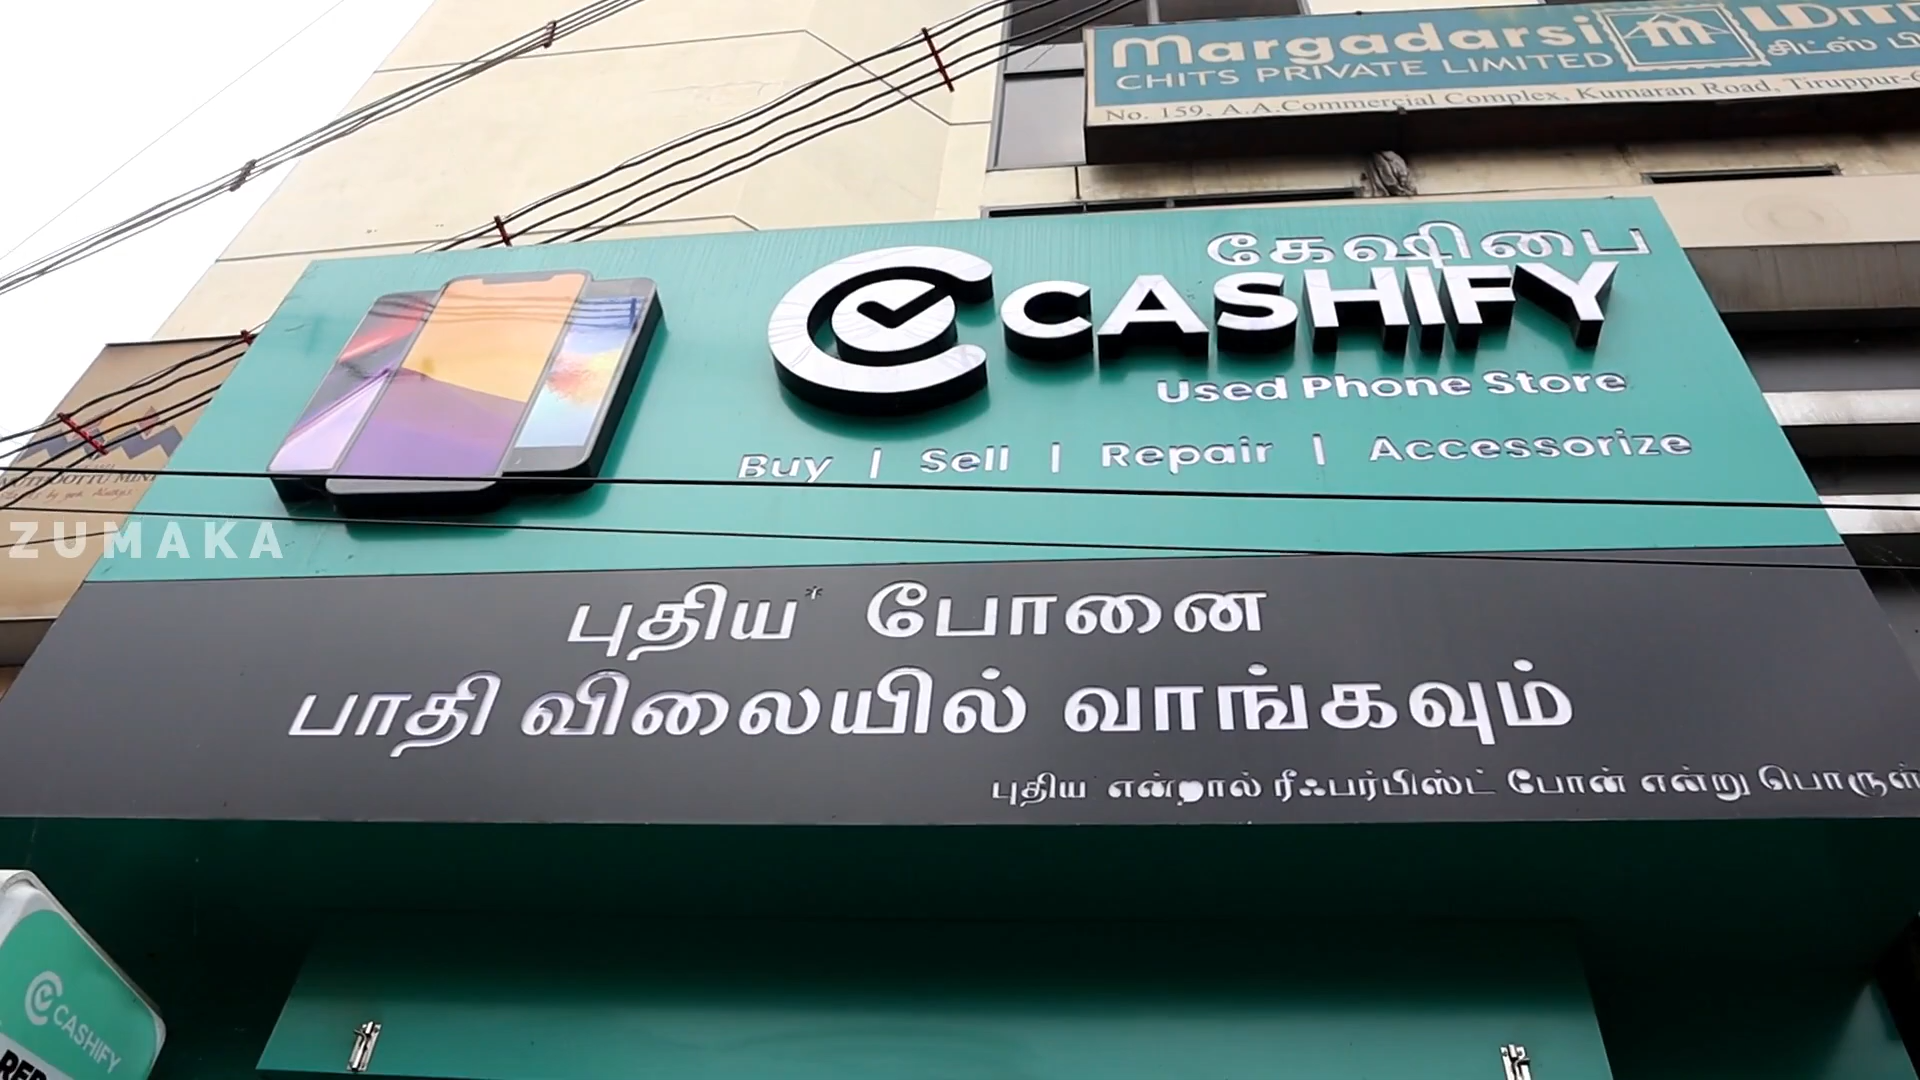 Margadarsi
CHITS PRIVATE LIMITED
சிட்ஸ்
No. 159, A.A.Commercial Complex, Kumaran Road, Tiruppur-
கேஷிபை
CASHIFY
Used Phone Store
Buy | Sell | Repair | Accessorize
ZUMAKA
புதிய* போனை
பாதி விலையில் வாங்கவும்
புதிய என்றால் ரீஃபர்பிஸ்ட் போன் என்று பொருள்
CASHIFY